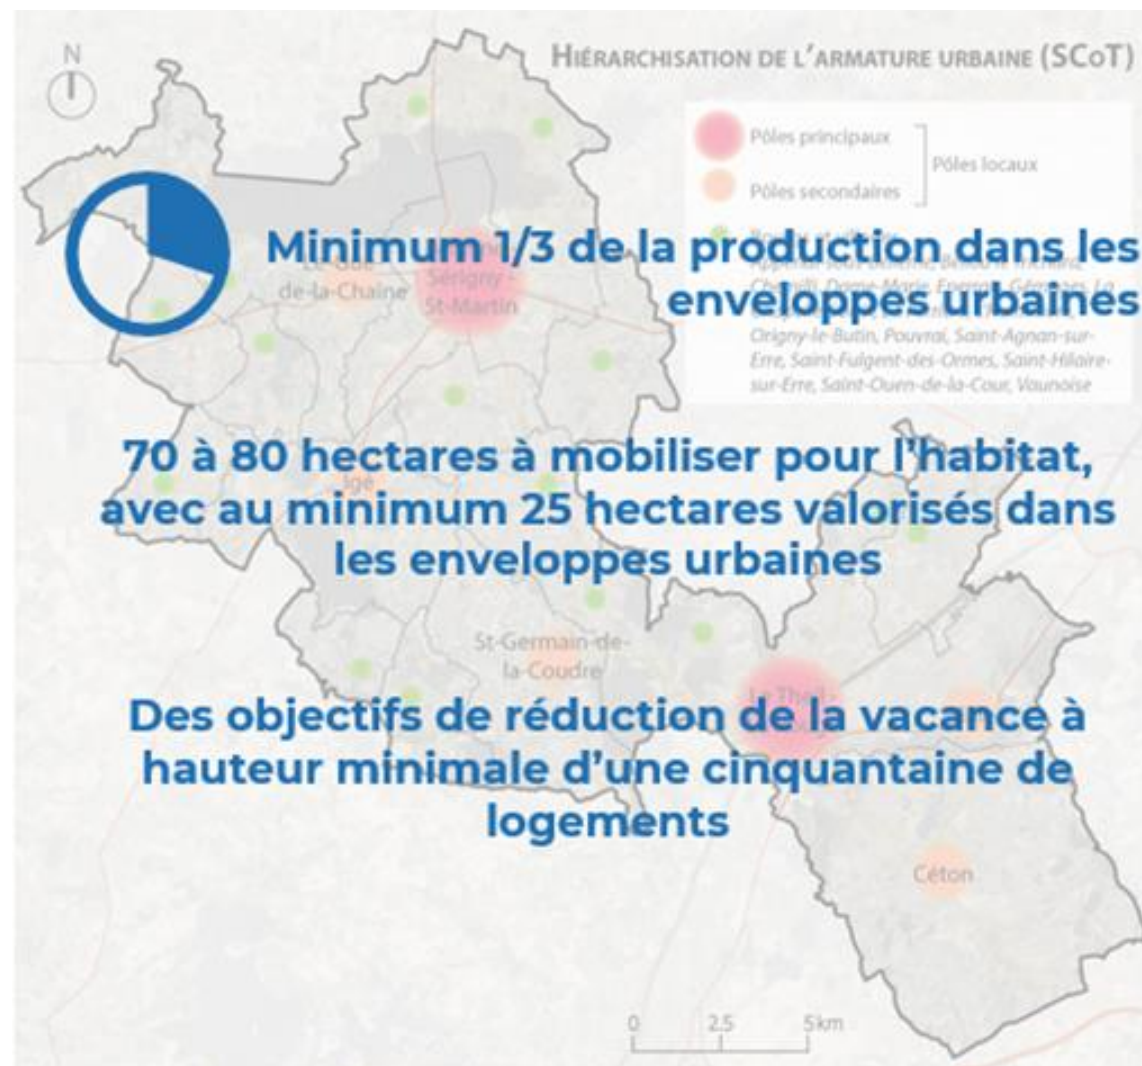 N
HIÉRARCHISATION DE L'ARMATURE URBAINE (SCOT)
Pôles principaux
Pôles locaux
Pôles secondaires
Minimum 1/3 de la production dans les
enveloppes urbaines
de-la-Chaine
Sérigny -
St-Martin
Origny-le-Butin, Pouvrai, Saint-Agnan-sur-
Erre, Saint-Fulgent-des-Ormes, Saint-Hilaire-
sur-Erre, Saint-Ouen-de-la-Cour, Vaunoise
70 à 80 hectares à mobiliser pour l'habitat,
Igé
avec au minimum 25 hectares valorisés dans
les enveloppes urbaines
St-Germain-de-
la-Coudre
Des objectifs de réduction de la vacance à
hauteur minimale d'une cinquantaine de
logements
Céton
0 2.5 5km